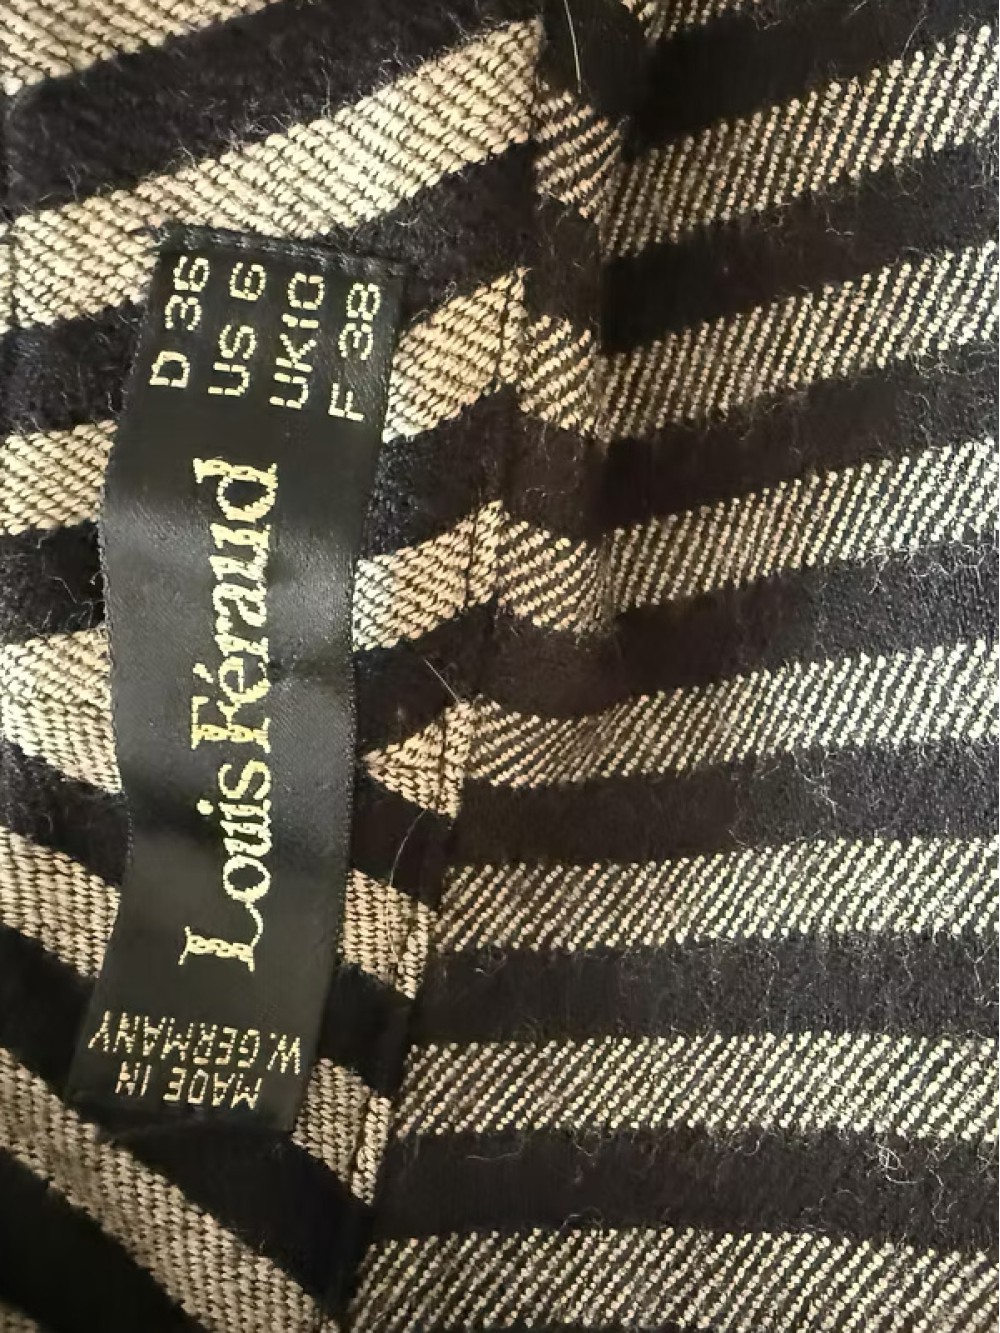 D 36
US 6
UK10
F 38
Louis Féraud
MADE IN
W. GERMANY